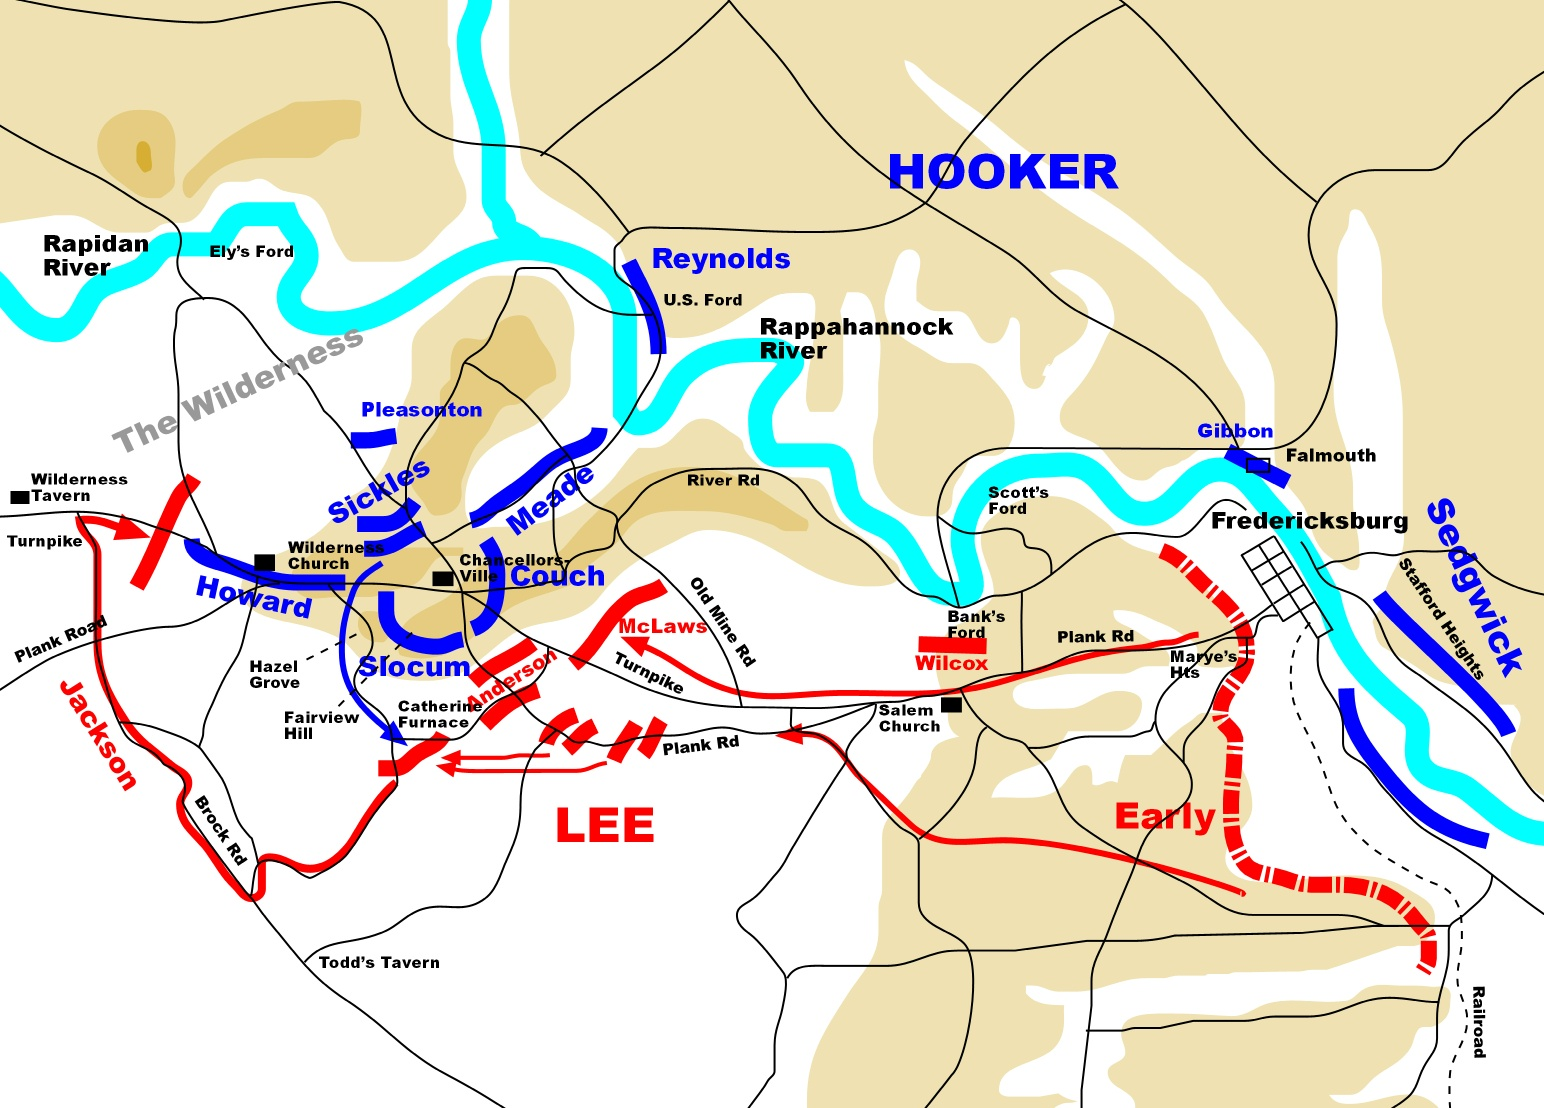 HOOKER
Rapidan
River
Ely's Ford
Reynolds
U.S. Ford
Rappahannock
River
The Wilderness
Pleasonton
Gibbon
Falmouth
Wilderness
Tavern
Sickles
Meade
River Rd
Scott's
Ford
Fredericksburg
Sedgwick
Stafford Heights
Turnpike
Wilderness
Church
Chancellors-
Ville
Couch
Howard
Old Mine Rd
Bank's
Ford
McLaws
Plank Road
Plank Rd
Wilcox
Marye's
Hts
Hazel
Grove
Slocum
Anderson
Turnpike
Jackson
Fairview
Hill
Catherine
Furnace
Salem
Church
Plank Rd
Brock Rd
LEE
Early
Todd's Tavern
Railroad